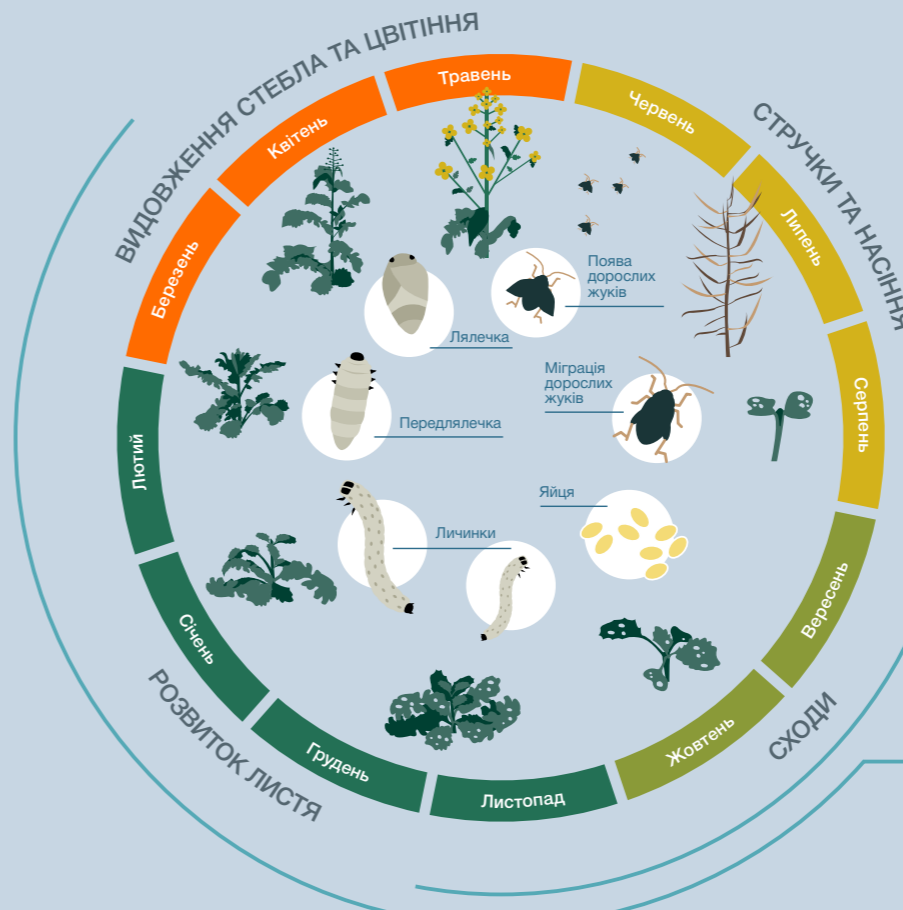 ВИДОВЖЕННЯ СТЕБЛА ТА ЦВІТІННЯ
СТРУЧКИ ТА НАСІННЯ
СХОДИ
РОЗВИТОК ЛИСТЯ
Березень
Квітень
Травень
Червень
Липень
Серпень
Вересень
Жовтень
Листопад
Грудень
Січень
Лютий
Поява
дорослих
жуків
Міграція
дорослих
жуків
Яйця
Личинки
Передлялечка
Лялечка